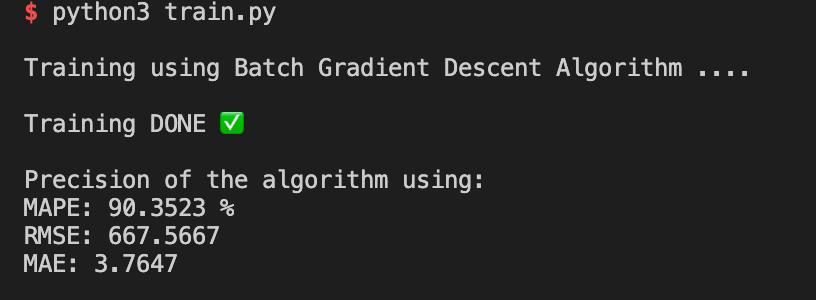 $ python3 train.py
Training using Batch Gradient Descent Algorithm ....
Training DONE ✅
Precision of the algorithm using:
MAPE: 90.3523 %
RMSE: 667.5667
MAE: 3.7647